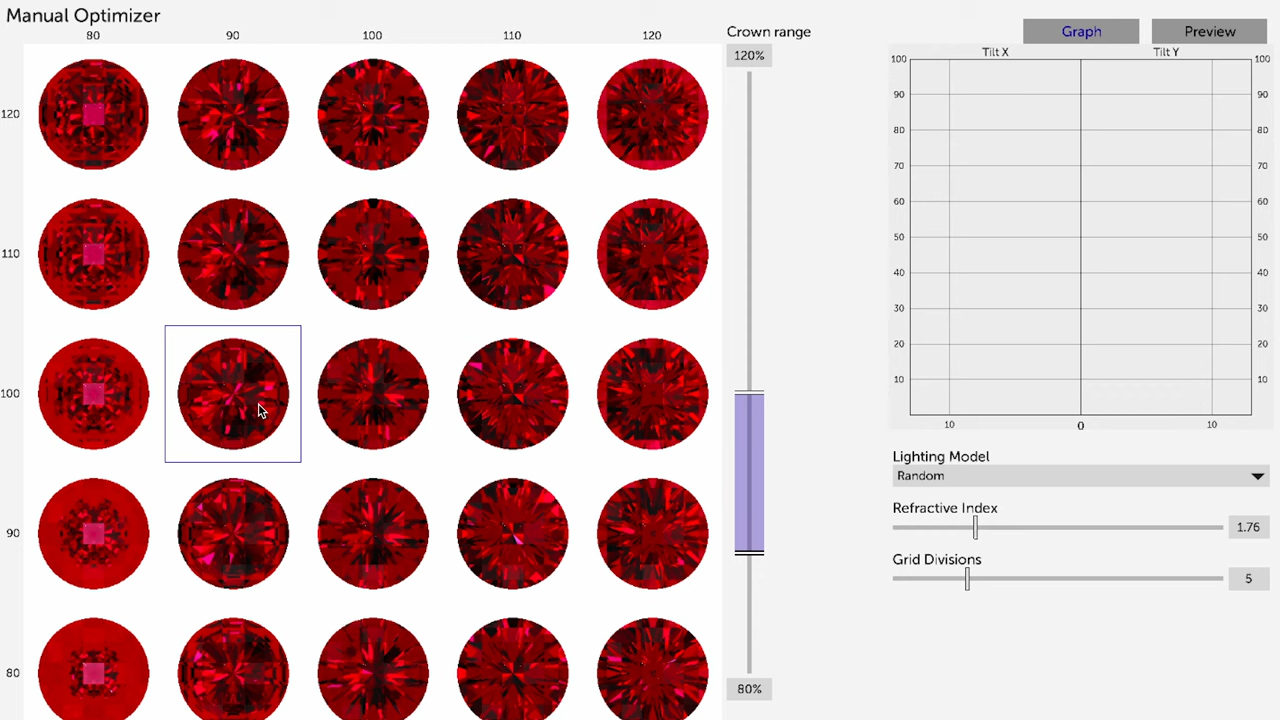 Manual Optimizer
80 90 100 110 120
120
110
100
90
80
Crown range
120%
80%
Graph Preview
Tilt X Tilt Y
100 100
90 90
80 80
70 70
60 60
50 50
40 40
30 30
20 20
10 10
10 0 10
Lighting Model
Random
Refractive Index
1.76
Grid Divisions
5